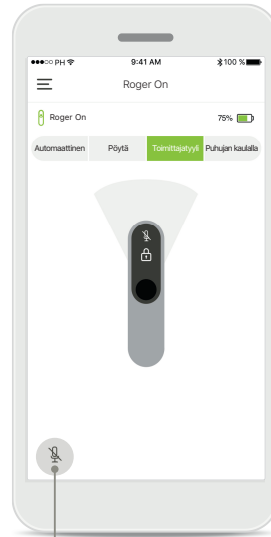 PH 9:41 AM 100 %
Roger On
Roger On 75%
Automaattinen Pöytä Toimittajatyyli Puhujan kaulalla